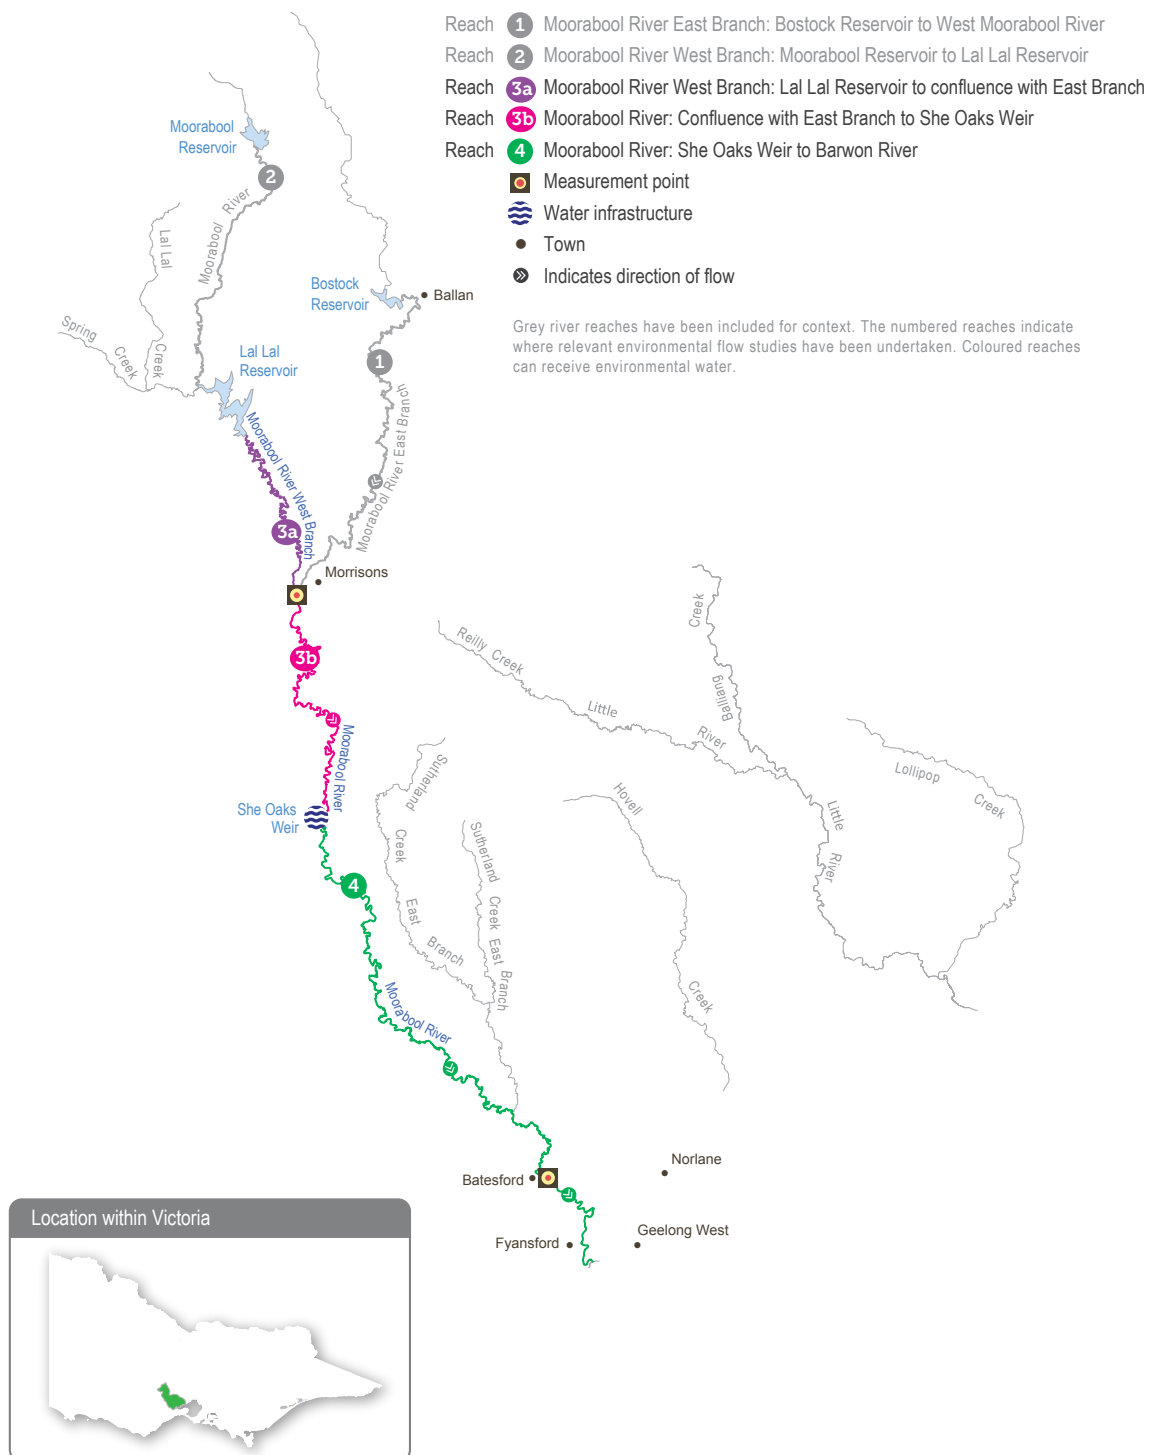 Reach 1 Moorabool River East Branch: Bostock Reservoir to West Moorabool River
Reach 2 Moorabool River West Branch: Moorabool Reservoir to Lal Lal Reservoir
Reach 3a Moorabool River West Branch: Lal Lal Reservoir to confluence with East Branch
Reach 3b Moorabool River: Confluence with East Branch to She Oaks Weir
Reach 4 Moorabool River: She Oaks Weir to Barwon River
Measurement point
Water infrastructure
Town
Indicates direction of flow
Grey river reaches have been included for context. The numbered reaches indicate
where relevant environmental flow studies have been undertaken. Coloured reaches
can receive environmental water.
Moorabool
Reservoir
2
Moorabool River
Lal Lal
Creek
Spring
Creek
Bostock
Reservoir
Ballan
Lal Lal
Reservoir
1
Moorabool River East Branch
Moorabool River West Branch
3a
Morrisons
3b
Moorabool River
She Oaks
Weir
4
Moorabool River
Reilly Creek
Little
River
Balliang
Creek
Little
River
Lollipop
Creek
Hovell
Creek
Sutherland
Creek
East
Branch
Sutherland
Creek East
Branch
Batesford
Norlane
Fyansford
Geelong West
Location within Victoria